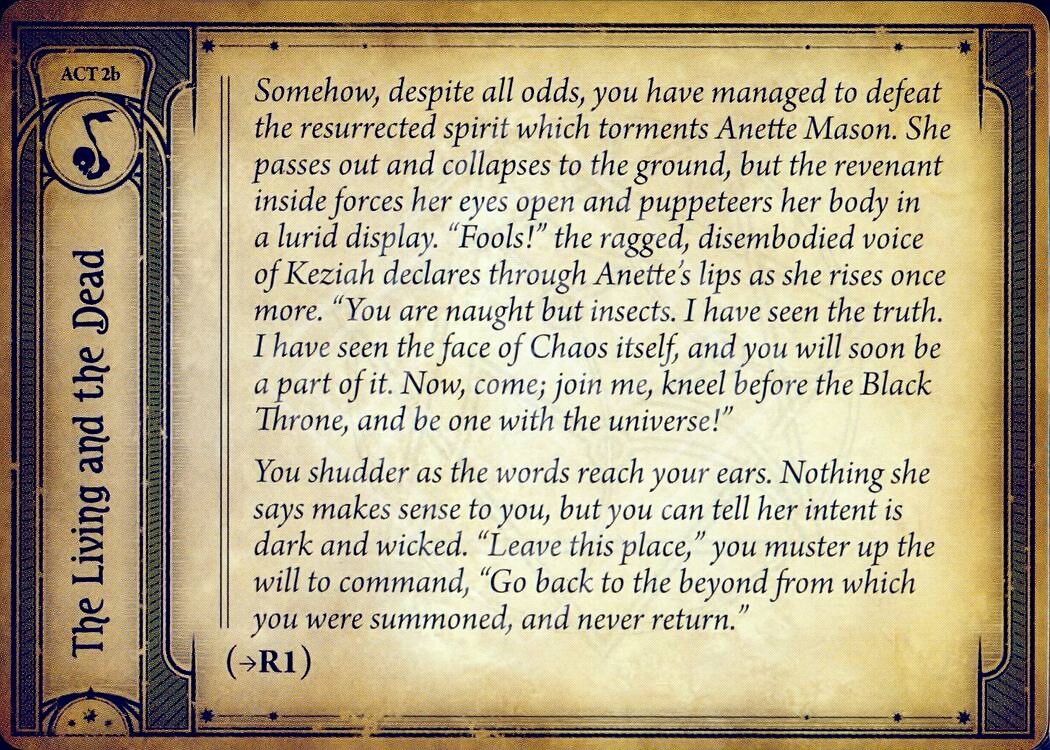 ACT 2b
The Living and the Dead
Somehow, despite all odds, you have managed to defeat
the resurrected spirit which torments Anette Mason. She
passes out and collapses to the ground, but the revenant
inside forces her eyes open and puppeteers her body in
a lurid display. “Fools!” the ragged, disembodied voice
of Keziah declares through Anette’s lips as she rises once
more. “You are naught but insects. I have seen the truth.
I have seen the face of Chaos itself, and you will soon be
a part of it. Now, come; join me, kneel before the Black
Throne, and be one with the universe!”
You shudder as the words reach your ears. Nothing she
says makes sense to you, but you can tell her intent is
dark and wicked. “Leave this place,” you muster up the
will to command, “Go back to the beyond from which
you were summoned, and never return.”
(→R1)